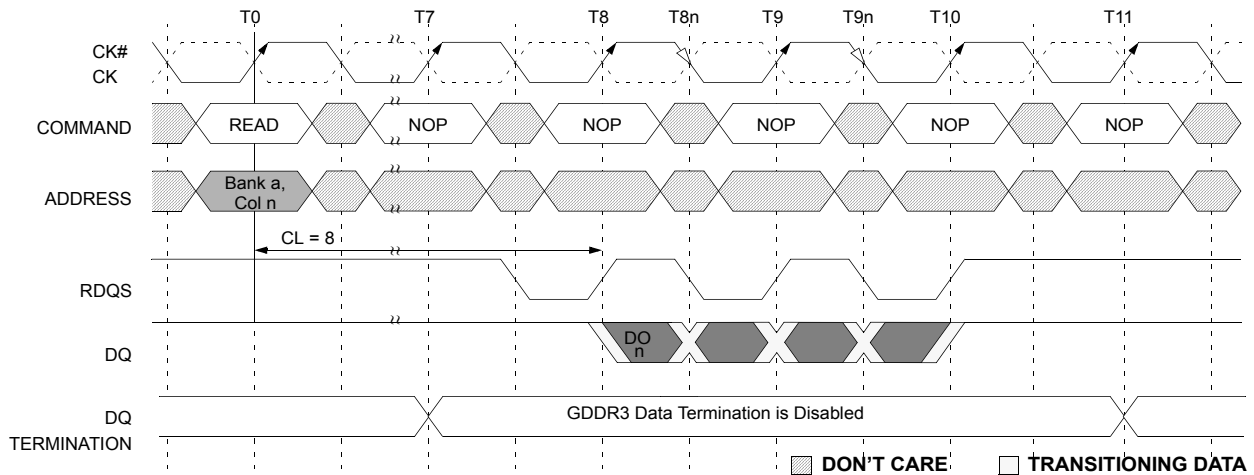 T0 T7 T8 T8n T9 T9n T10 T11
CK#
CK
COMMAND READ NOP NOP NOP NOP NOP
ADDRESS Bank a,
Col n
CL = 8
RDQS
DQ DO
n
DQ
TERMINATION GDDR3 Data Termination is Disabled
DON'T CARE TRANSITIONING DATA